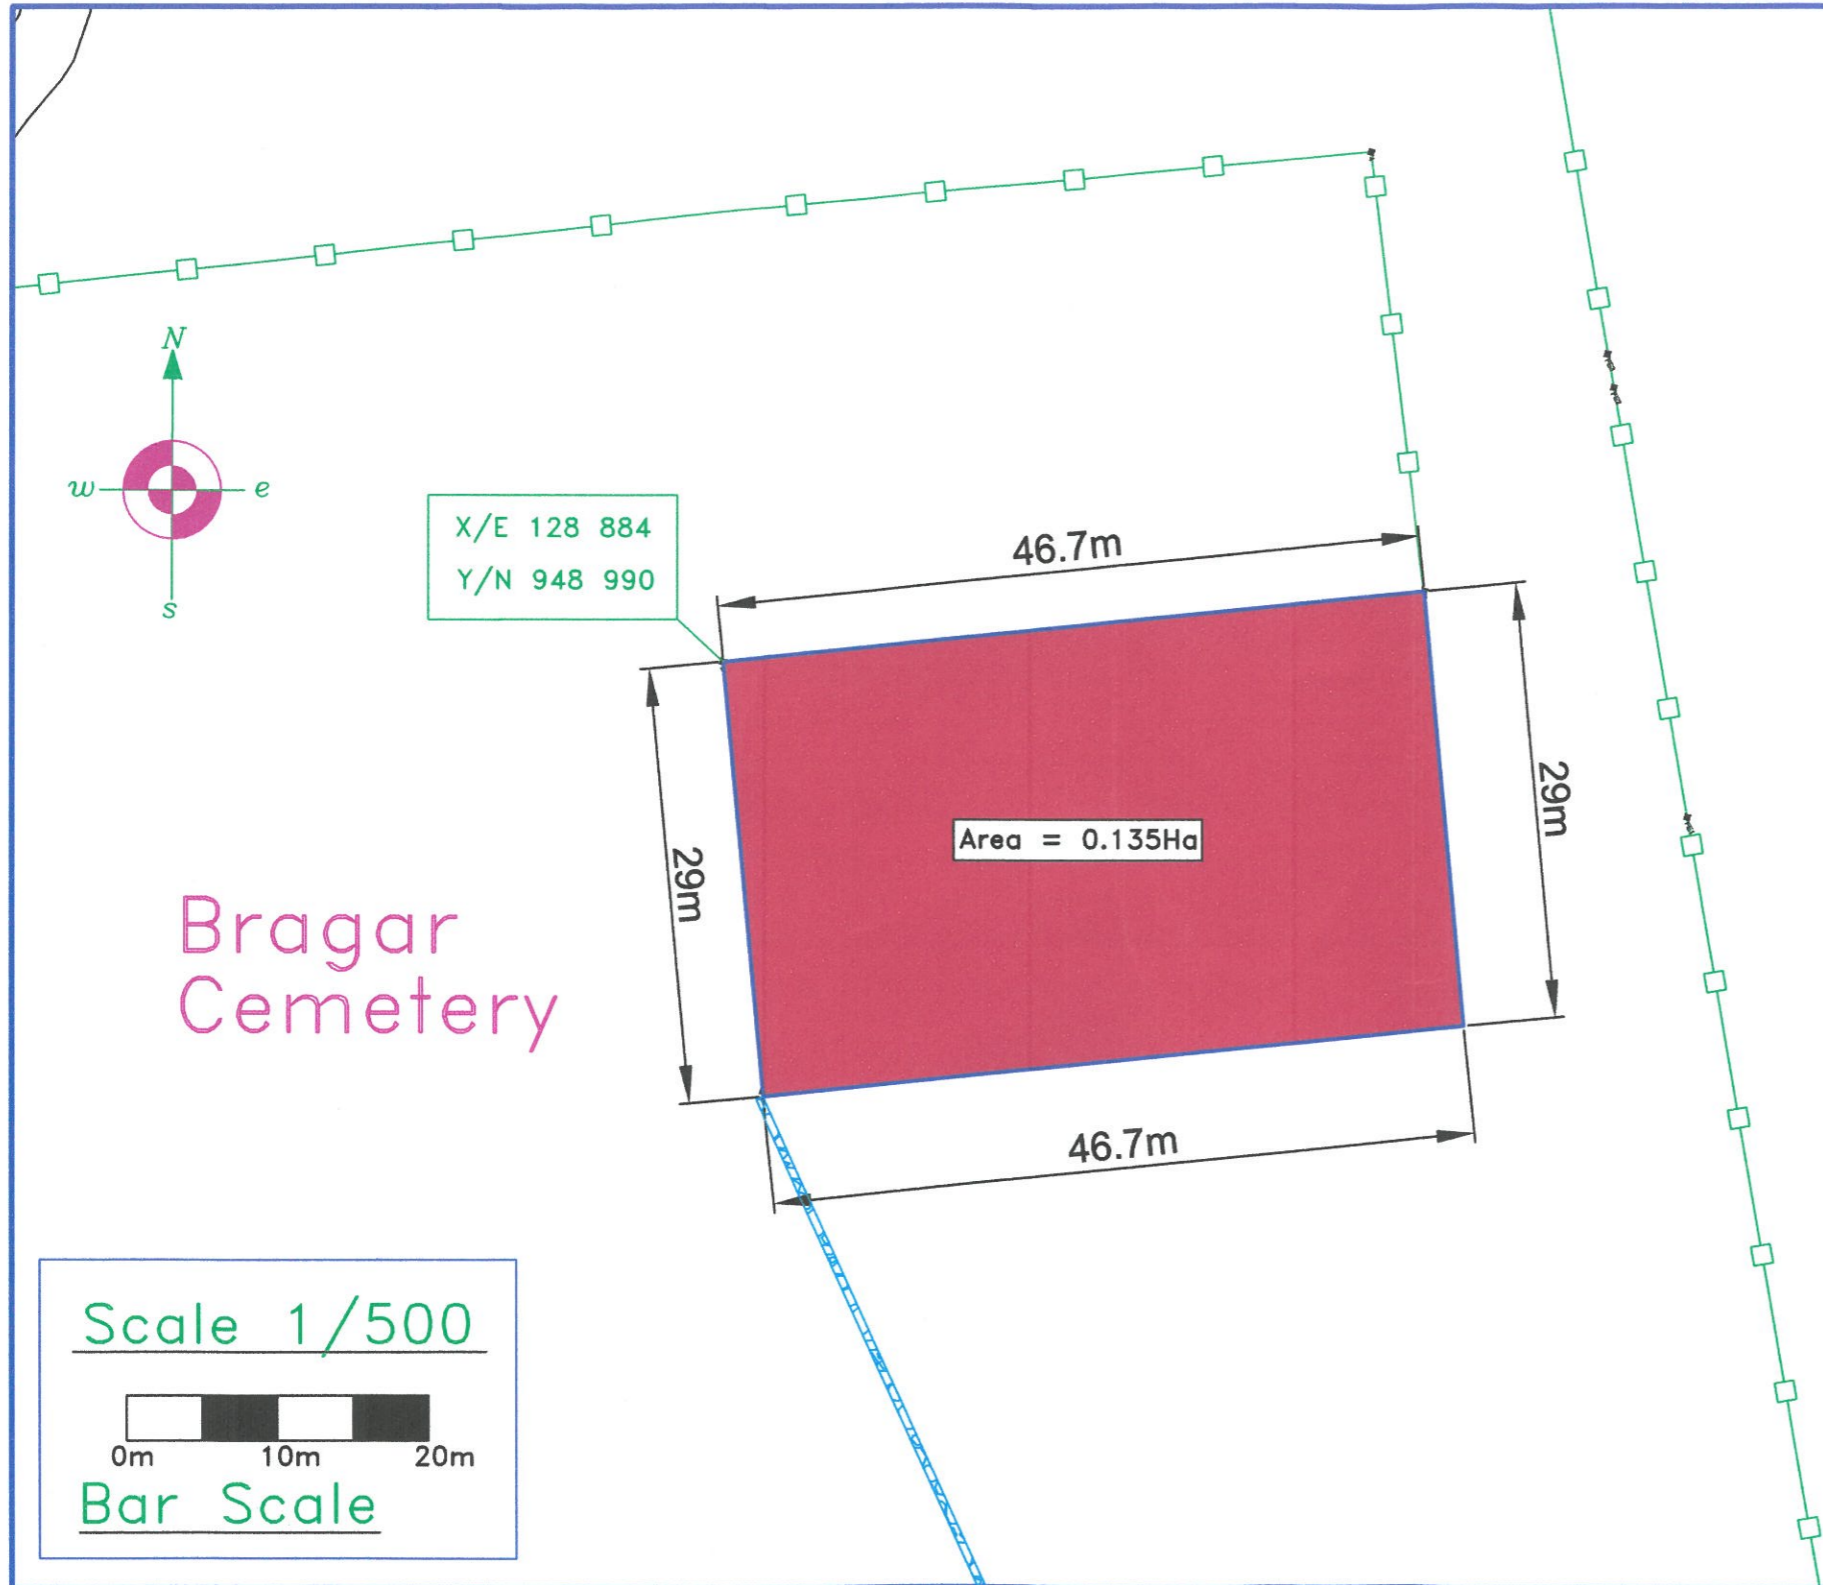 N
w
e
s
X/E 128 884
Y/N 948 990
46.7m
29m
29m
Area = 0.135Ha
Bragar
Cemetery
46.7m
Scale 1/500
0m 10m 20m
Bar Scale